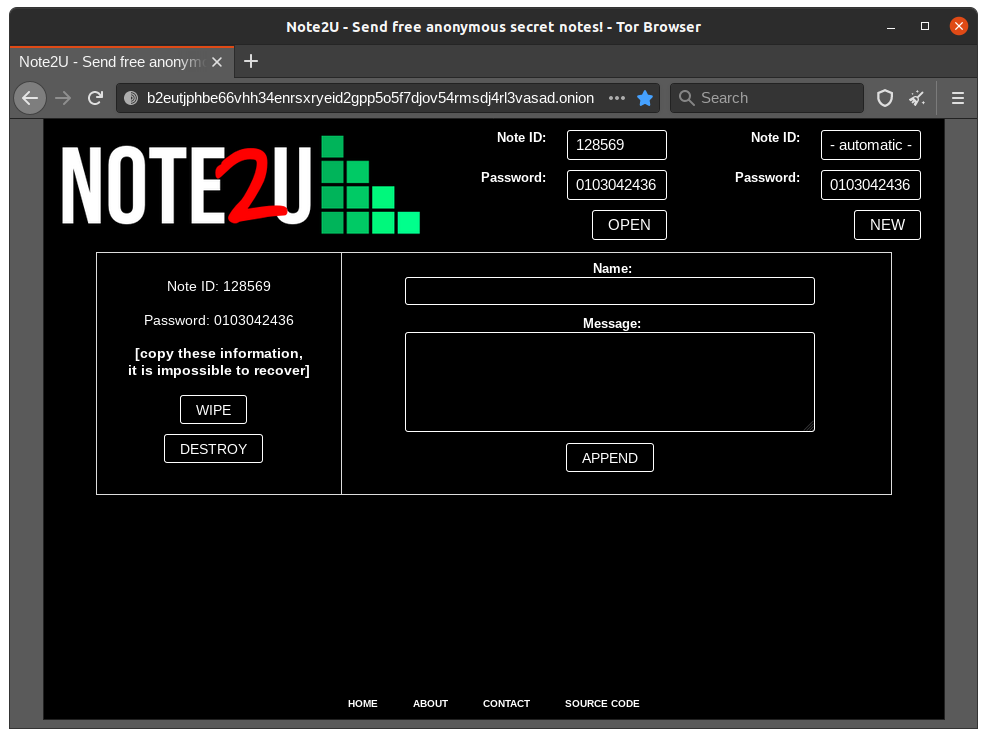 Note2U - Send free anonymous secret notes! - Tor Browser
Note2U - Send free anonym
b2eutjphbe66vhh34enrsxryeid2gpp5o5f7djov54rmsdj4rl3vasad.onion
Search
NOTE2U
Note ID:
128569
Password:
0103042436
OPEN
Note ID:
- automatic -
Password:
0103042436
NEW
Note ID: 128569
Password: 0103042436
[copy these information,
it is impossible to recover]
WIPE
DESTROY
Name:
Message:
APPEND
HOME ABOUT CONTACT SOURCE CODE